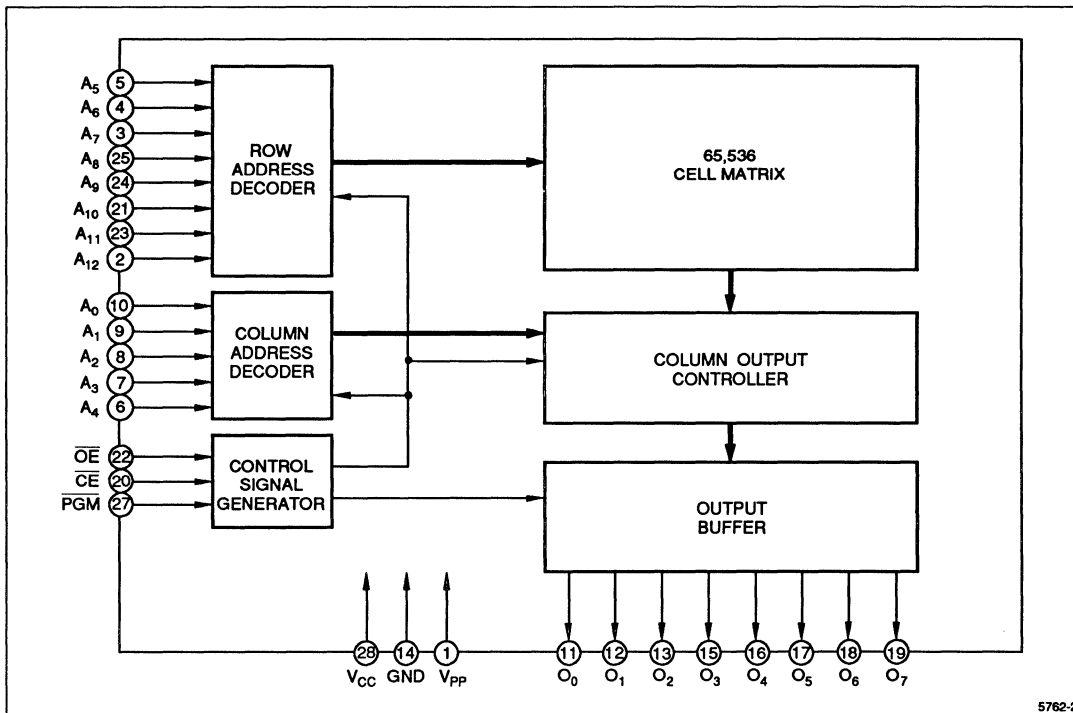 A5 5
A6 4
A7 3
A8 25
A9 24
A10 21
A11 23
A12 2
ROW
ADDRESS
DECODER
65,536
CELL MATRIX
A0 10
A1 9
A2 8
A3 7
A4 6
COLUMN
ADDRESS
DECODER
COLUMN OUTPUT
CONTROLLER
OE 22
CE 20
PGM 27
CONTROL
SIGNAL
GENERATOR
OUTPUT
BUFFER
28 14 1 11 12 13 15 16 17 18 19
VCC GND VPP O0 O1 O2 O3 O4 O5 O6 O7
5762-2